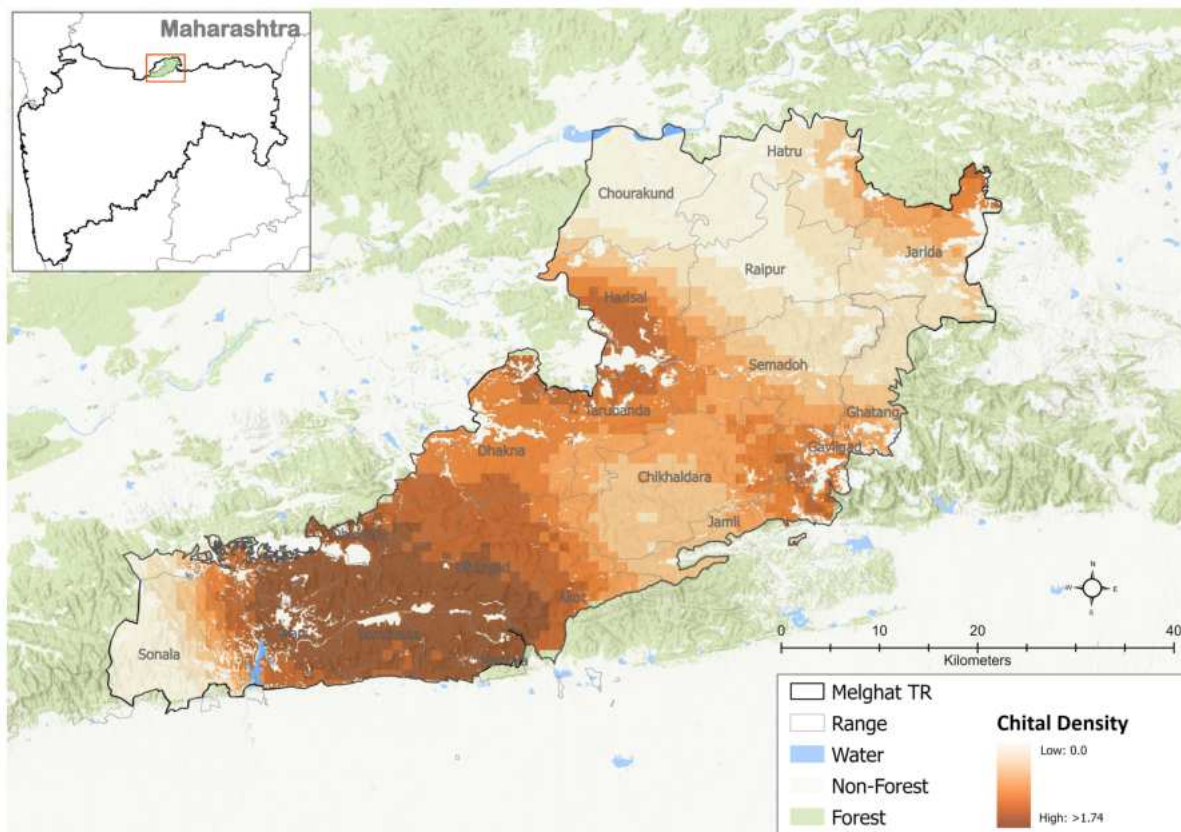 Maharashtra
Hatru
Chourakund
Jarida
Raipur
Harisal
Semadoh
Tarubanda
Ghatang
Gavilgad
Dhakna
Chikhaldara
Jamli
Akot
Sonala
N
W E
S
0 10 20 40
Kilometers
Melghat TR
Range
Water
Non-Forest
Forest
Chital Density
Low: 0.0
High: >1.74